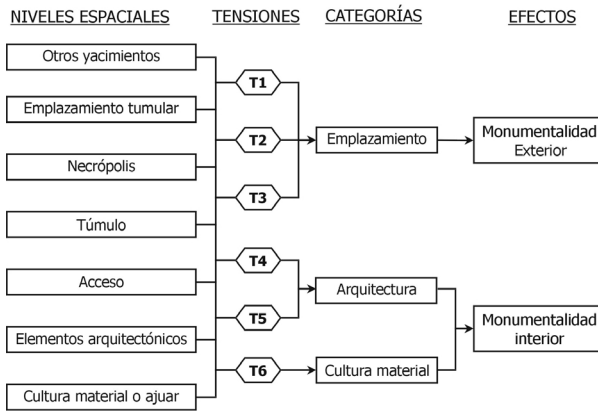 NIVELES ESPACIALES
TENSIONES
CATEGORÍAS
EFECTOS
Otros yacimientos
Emplazamiento tumular
Necrópolis
Túmulo
Acceso
Elementos arquitectónicos
Cultura material o ajuar
T1
T2
T3
T4
T5
T6
Emplazamiento
Arquitectura
Cultura material
Monumentalidad
Exterior
Monumentalidad
interior